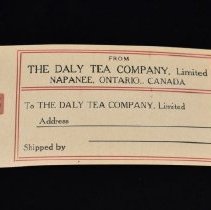 FROM
THE DALY TEA COMPANY, Limited
NAPANEE, ONTARIO, CANADA
To THE DALY TEA COMPANY, Limited
Address
Shipped by